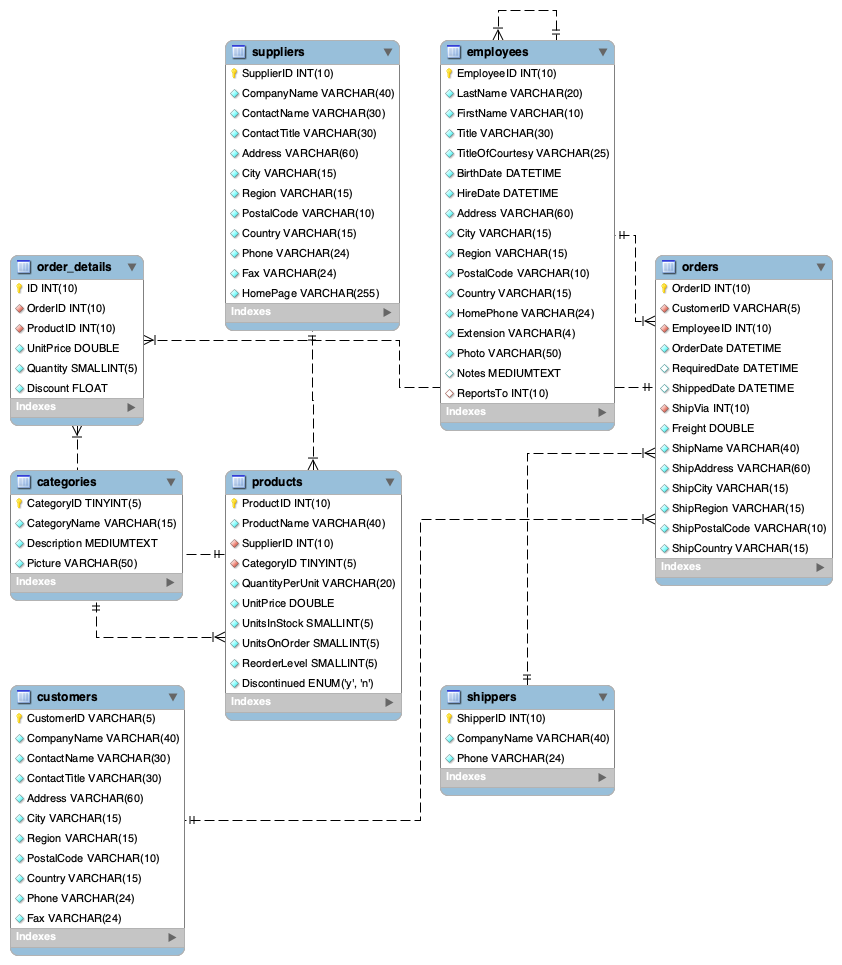 suppliers
SupplierID INT(10)
CompanyName VARCHAR(40)
ContactName VARCHAR(30)
ContactTitle VARCHAR(30)
Address VARCHAR(60)
City VARCHAR(15)
Region VARCHAR(15)
PostalCode VARCHAR(10)
Country VARCHAR(15)
Phone VARCHAR(24)
Fax VARCHAR(24)
HomePage VARCHAR(255)
Indexes
employees
EmployeeID INT(10)
LastName VARCHAR(20)
FirstName VARCHAR(10)
Title VARCHAR(30)
TitleOfCourtesy VARCHAR(25)
BirthDate DATETIME
HireDate DATETIME
Address VARCHAR(60)
City VARCHAR(15)
Region VARCHAR(15)
PostalCode VARCHAR(10)
Country VARCHAR(15)
HomePhone VARCHAR(24)
Extension VARCHAR(4)
Photo VARCHAR(50)
Notes MEDIUMTEXT
ReportsTo INT(10)
Indexes
order_details
ID INT(10)
OrderID INT(10)
ProductID INT(10)
UnitPrice DOUBLE
Quantity SMALLINT(5)
Discount FLOAT
Indexes
orders
OrderID INT(10)
CustomerID VARCHAR(5)
EmployeeID INT(10)
OrderDate DATETIME
RequiredDate DATETIME
ShippedDate DATETIME
ShipVia INT(10)
Freight DOUBLE
ShipName VARCHAR(40)
ShipAddress VARCHAR(60)
ShipCity VARCHAR(15)
ShipRegion VARCHAR(15)
ShipPostalCode VARCHAR(10)
ShipCountry VARCHAR(15)
Indexes
categories
CategoryID TINYINT(5)
CategoryName VARCHAR(15)
Description MEDIUMTEXT
Picture VARCHAR(50)
Indexes
products
ProductID INT(10)
ProductName VARCHAR(40)
SupplierID INT(10)
CategoryID TINYINT(5)
QuantityPerUnit VARCHAR(20)
UnitPrice DOUBLE
UnitsInStock SMALLINT(5)
UnitsOnOrder SMALLINT(5)
ReorderLevel SMALLINT(5)
Discontinued ENUM('y', 'n')
Indexes
customers
CustomerID VARCHAR(5)
CompanyName VARCHAR(40)
ContactName VARCHAR(30)
ContactTitle VARCHAR(30)
Address VARCHAR(60)
City VARCHAR(15)
Region VARCHAR(15)
PostalCode VARCHAR(10)
Country VARCHAR(15)
Phone VARCHAR(24)
Fax VARCHAR(24)
Indexes
shippers
ShipperID INT(10)
CompanyName VARCHAR(40)
Phone VARCHAR(24)
Indexes